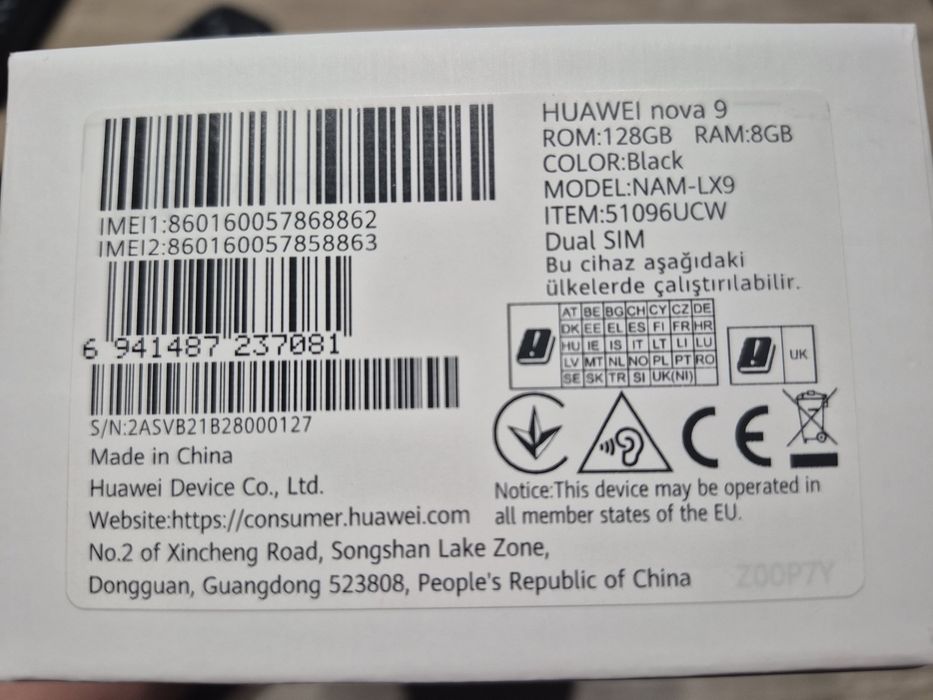 IMEI1:860160057868862
IMEI2:860160057858863
6 941487 237081
S/N:2ASVB21B28000127
Made in China
Huawei Device Co., Ltd.
Website:https://consumer.huawei.com
No.2 of Xincheng Road, Songshan Lake Zone,
Dongguan, Guangdong 523808, People's Republic of China
HUAWEI nova 9
ROM:128GB RAM:8GB
COLOR:Black
MODEL:NAM-LX9
ITEM:51096UCW
Dual SIM
Bu cihaz aşağıdaki
ülkelerde çalıştırılabilir.
AT BE BG CH CY CZ DE
DK EE EL ES FI FR HR
HU IE IS IT LT LI LU
LV MT NL NO PL PT RO
SE SK TR SI UK(NI)
UK
CE
Notice:This device may be operated in
all member states of the EU.
Z00P7Y